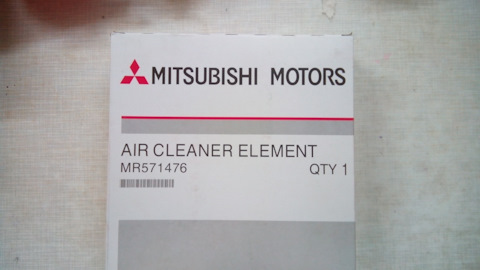 MITSUBISHI MOTORS
AIR CLEANER ELEMENT
MR571476 QTY 1